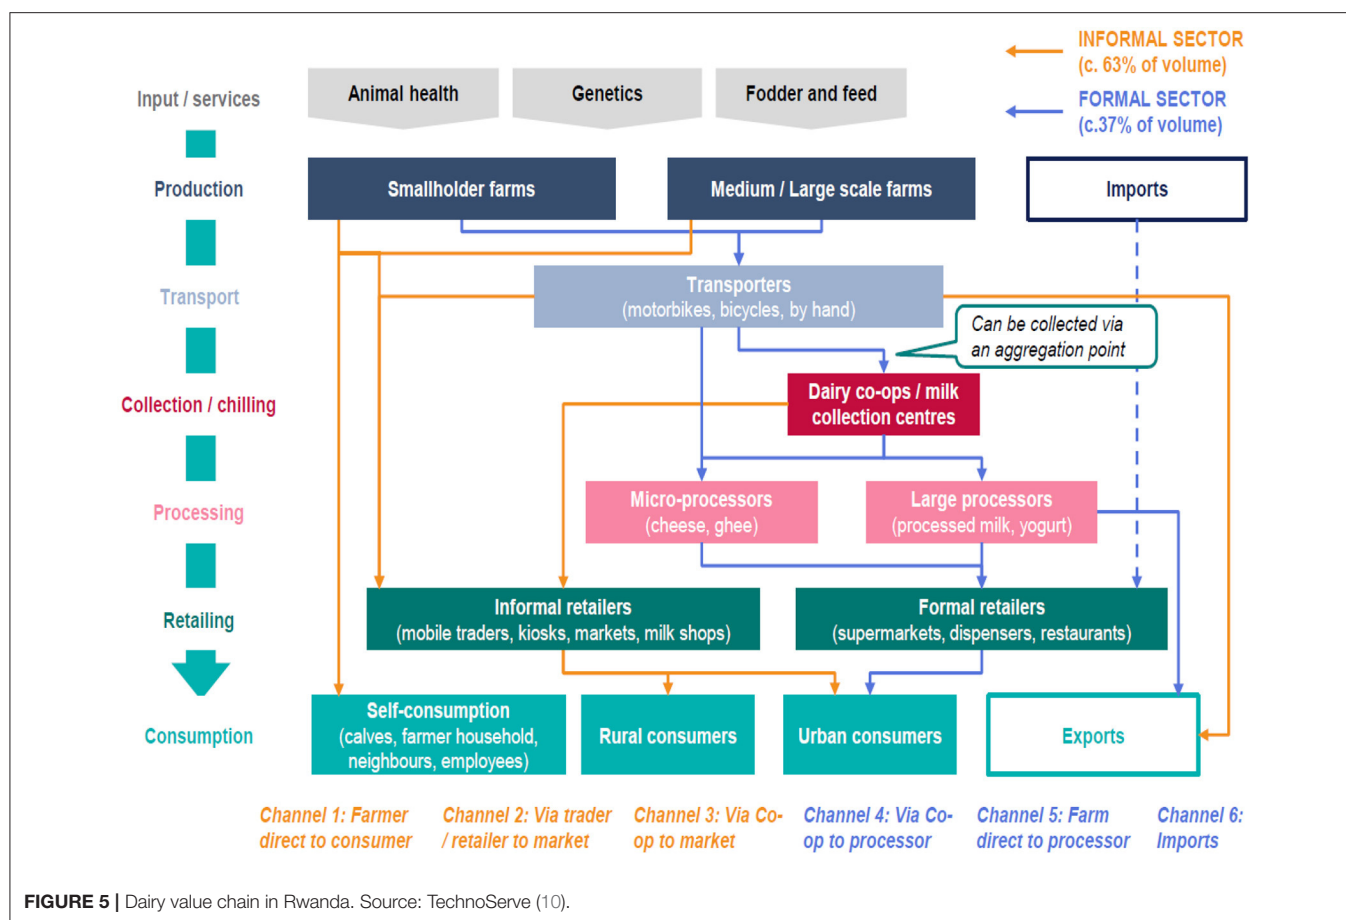 INFORMAL SECTOR
(c. 63% of volume)
FORMAL SECTOR
(c.37% of volume)
Input / services
Animal health
Genetics
Fodder and feed
Production
Smallholder farms
Medium / Large scale farms
Imports
Transport
Transporters
(motorbikes, bicycles, by hand)
Can be collected via
an aggregation point
Collection / chilling
Dairy co-ops / milk
collection centres
Processing
Micro-processors
(cheese, ghee)
Large processors
(processed milk, yogurt)
Retailing
Informal retailers
(mobile traders, kiosks, markets, milk shops)
Formal retailers
(supermarkets, dispensers, restaurants)
Consumption
Self-consumption
(calves, farmer household,
neighbours, employees)
Rural consumers
Urban consumers
Exports
Channel 1: Farmer
direct to consumer
Channel 2: Via trader
/ retailer to market
Channel 3: Via Co-
op to market
Channel 4: Via Co-
op to processor
Channel 5: Farm
direct to processor
Channel 6:
Imports
FIGURE 5 | Dairy value chain in Rwanda. Source: TechnoServe (10).